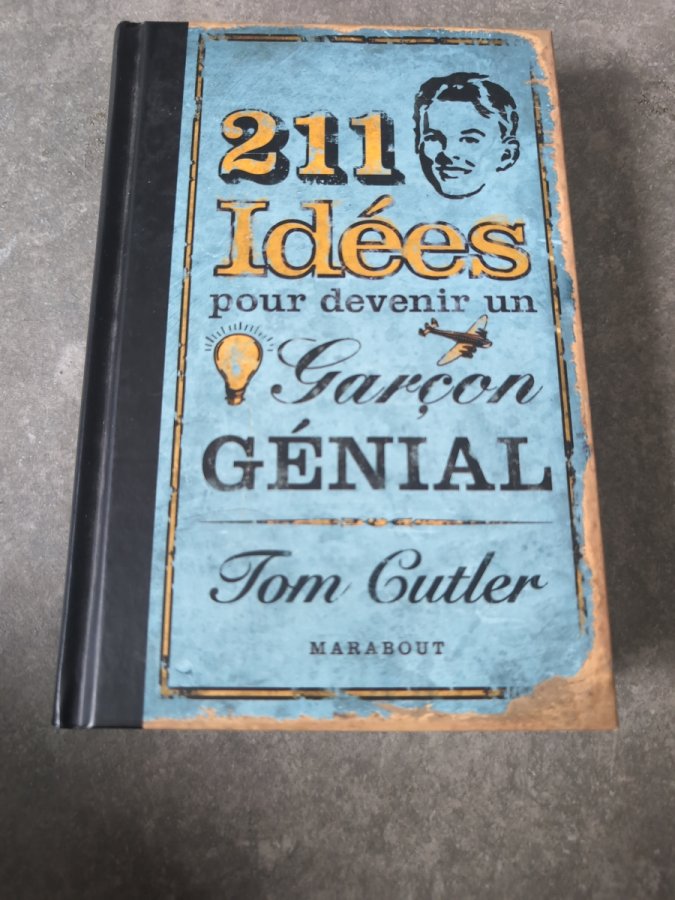 211
Idées
pour devenir un
Garçon
GÉNIAL
Tom Cutler
MARABOUT